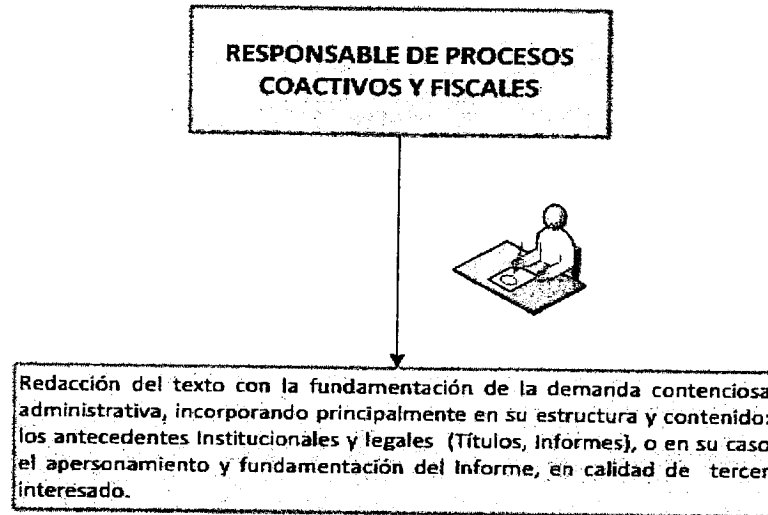 RESPONSABLE DE PROCESOS
COACTIVOS Y FISCALES
Redacción del texto con la fundamentación de la demanda contenciosa
administrativa, incorporando principalmente en su estructura y contenido:
los antecedentes Institucionales y legales (Títulos, Informes), o en su caso
el apersonamiento y fundamentación del Informe, en calidad de tercer
interesado.